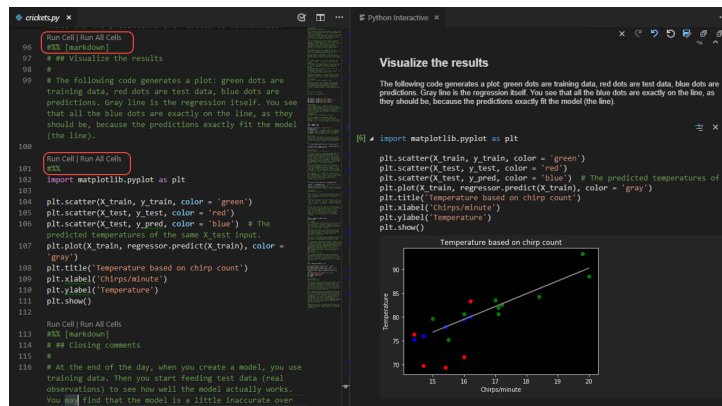 crickets.py ×
Run Cell | Run All Cells
96 #%% [markdown]
97 # ## Visualize the results
98 #
99 # The following code generates a plot: green dots are
training data, red dots are test data, blue dots are
predictions. Gray line is the regression itself. You see
that all the blue dots are exactly on the line, as they
should be, because the predictions exactly fit the model
(the line).
100
Run Cell | Run All Cells
101 #%%
102 import matplotlib.pyplot as plt
103
104 plt.scatter(X_train, y_train, color = 'green')
105 plt.scatter(X_test, y_test, color = 'red')
106 plt.scatter(X_test, y_pred, color = 'blue')  # The
predicted temperatures of the same X_test input.
107 plt.plot(X_train, regressor.predict(X_train), color =
'gray')
108 plt.title('Temperature based on chirp count')
109 plt.xlabel('Chirps/minute')
110 plt.ylabel('Temperature')
111 plt.show()
112
Run Cell | Run All Cells
113 #%% [markdown]
114 # ## Closing comments
115 #
116 # At the end of the day, when you create a model, you use
training data. Then you start feeding test data (real
observations) to see how well the model actually works.
You may find that the model is a little inaccurate over
Python Interactive ×
Visualize the results
The following code generates a plot: green dots are training data, red dots are test data, blue dots are
predictions. Gray line is the regression itself. You see that all the blue dots are exactly on the line, as
they should be, because the predictions exactly fit the model (the line).
[6] import matplotlib.pyplot as plt
plt.scatter(X_train, y_train, color = 'green')
plt.scatter(X_test, y_test, color = 'red')
plt.scatter(X_test, y_pred, color = 'blue')  # The predicted temperatures of
plt.plot(X_train, regressor.predict(X_train), color = 'gray')
plt.title('Temperature based on chirp count')
plt.xlabel('Chirps/minute')
plt.ylabel('Temperature')
plt.show()
Temperature based on chirp count
90
85
80
75
70
Temperature
15 16 17 18 19 20
Chirps/minute